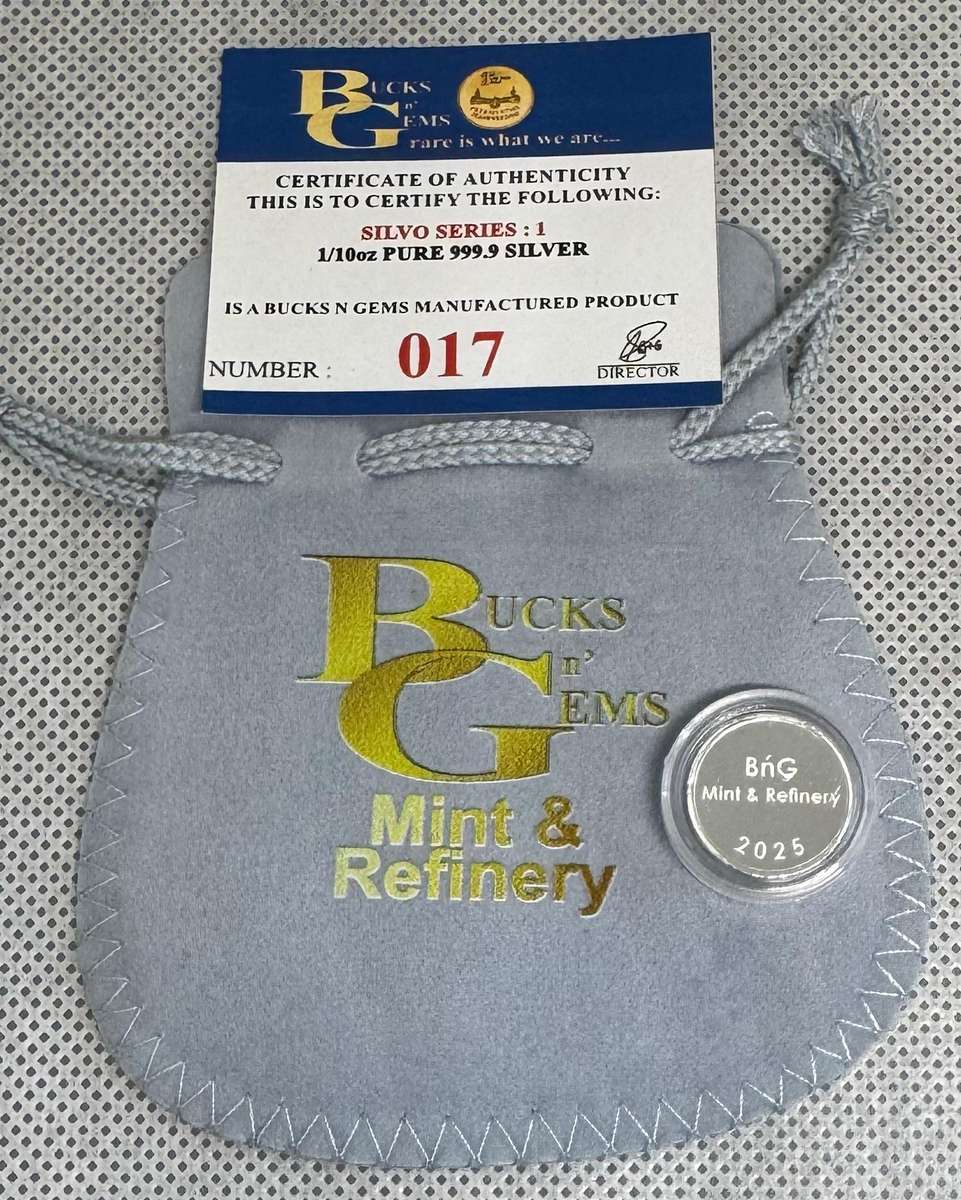 BUCKS
n'
GEMS
rare is what we are...
CERTIFICATE OF AUTHENTICITY
THIS IS TO CERTIFY THE FOLLOWING:
SILVO SERIES : 1
1/10oz PURE 999.9 SILVER
IS A BUCKS N GEMS MANUFACTURED PRODUCT
NUMBER : 017
DIRECTOR
BUCKS
n'
GEMS
Mint &
Refinery
BńĢ
Mint & Refinerý
2025